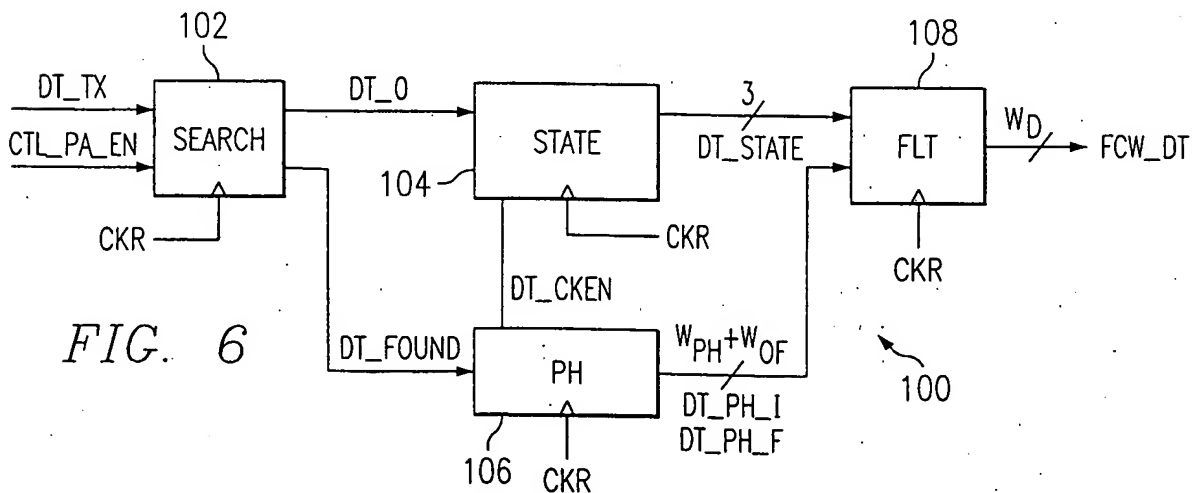 102
DT_TX
CTL_PA_EN
SEARCH
CKR
DT_0
104
STATE
CKR
3
DT_STATE
108
FLT
CKR
W_D
FCW_DT
DT_CKEN
DT_FOUND
PH
106
CKR
W_PH+W_OF
DT_PH_I
DT_PH_F
100
FIG. 6